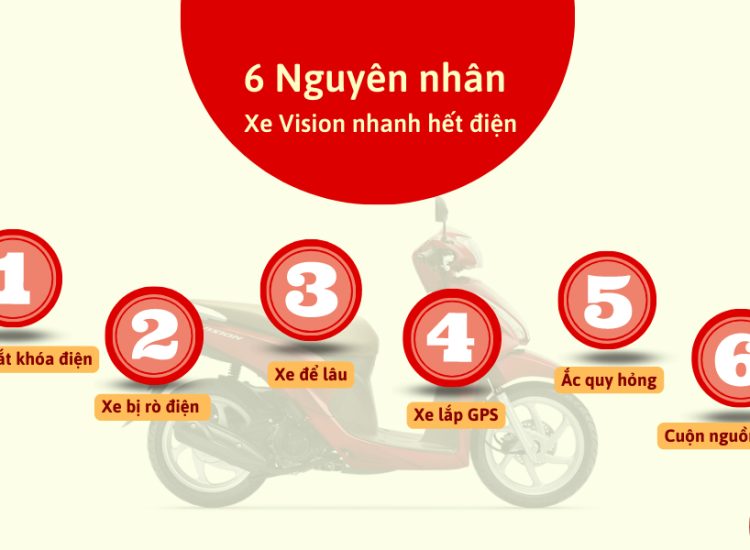 6 Nguyên nhân
Xe Vision nhanh hết điện
1
khóa điện
2
Xe bị rò điện
3
Xe để lâu
4
Xe lắp GPS
5
Ắc quy hỏng
6
Cuộn nguồn
VISION